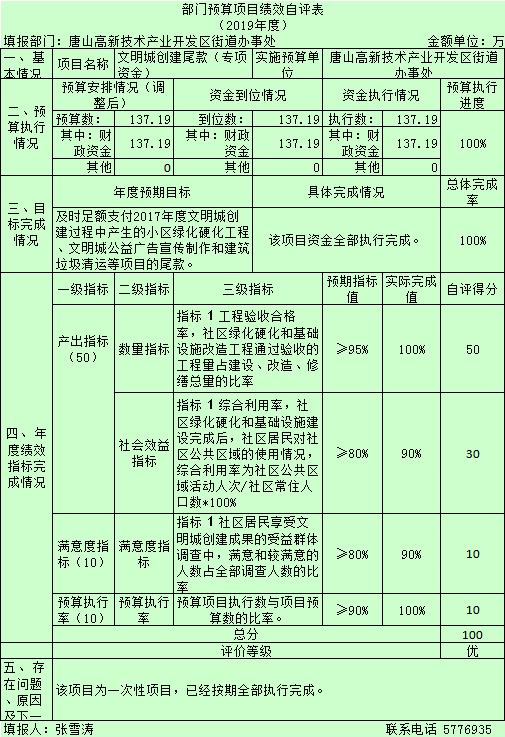 部门预算项目绩效自评表
（2019年度）
填报部门：唐山高新技术产业开发区街道办事处 金额单位：万
一、基本情况 项目名称 文明城创建尾款（专项资金） 实施预算单位 唐山高新技术产业开发区街道办事处
二、预算执行情况 预算安排情况（调整后） 资金到位情况 资金执行情况 预算执行进度
预算数： 137.19 到位数： 137.19 执行数： 137.19 100%
其中：财政资金 137.19 其中：财政资金 137.19 其中：财政资金 137.19
其他 0 其他 0 其他 0
三、目标完成情况 年度预期目标 具体完成情况 总体完成率
及时足额支付2017年度文明城创建过程中产生的小区绿化硬化工程、文明城公益广告宣传制作和建筑垃圾清运等项目的尾款。 该项目资金全部执行完成。 100%
四、年度绩效指标完成情况 一级指标 二级指标 三级指标 预期指标值 实际完成值 自评得分
产出指标（50） 数量指标 指标1工程验收合格率，社区绿化硬化和基础设施改造工程通过验收的工程量占建设、改造、修缮总量的比率 ≥95% 100% 50
社会效益指标 指标1综合利用率，社区绿化硬化和基础设施建设完成后，社区居民对社区公共区域的使用情况，综合利用率为社区公共区域活动人次/社区常住人口数*100% ≥80% 90% 30
满意度指标（10） 满意度指标 指标1社区居民享受文明城创建成果的受益群体调查中，满意和较满意的人数占全部调查人数的比率 ≥80% 90% 10
预算执行率（10） 预算执行率 预算项目执行数与项目预算数的比率。 ≥90% 100% 10
总分 100
评价等级 优
五、存在问题、原因及下一 该项目为一次性项目，已经按期全部执行完成。
填报人：张雪涛 联系电话 5776935